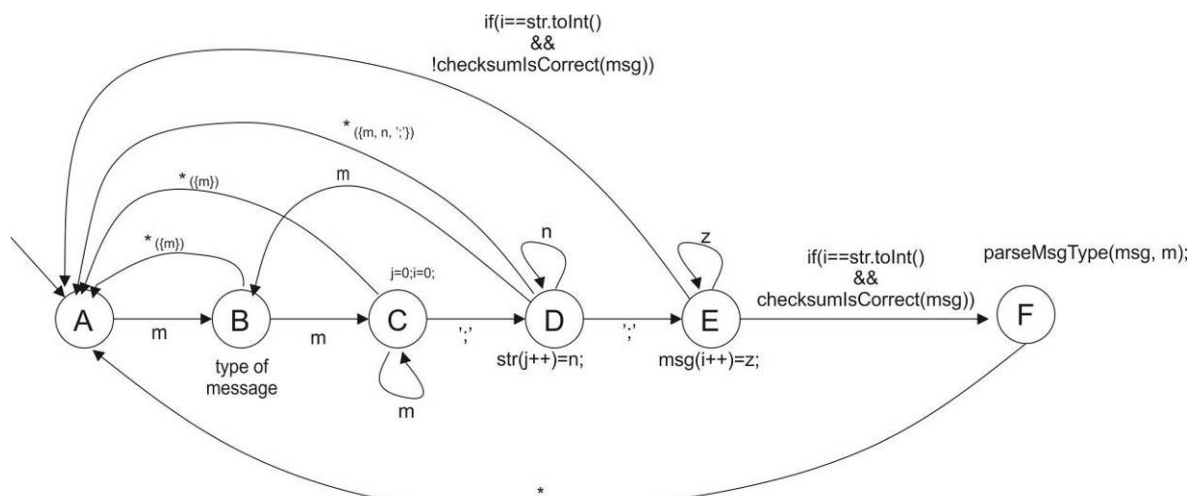 if(i==str.toInt()
&&
!checksumIsCorrect(msg))
* ({m, n, ';'})
* ({m})
m
* ({m})
n
z
j=0;i=0;
if(i==str.toInt()
&&
checksumIsCorrect(msg))
parseMsgType(msg, m);
A
m
B
m
C
';'
D
';'
E
F
type of
message
str(j++)=n;
msg(i++)=z;
m
*